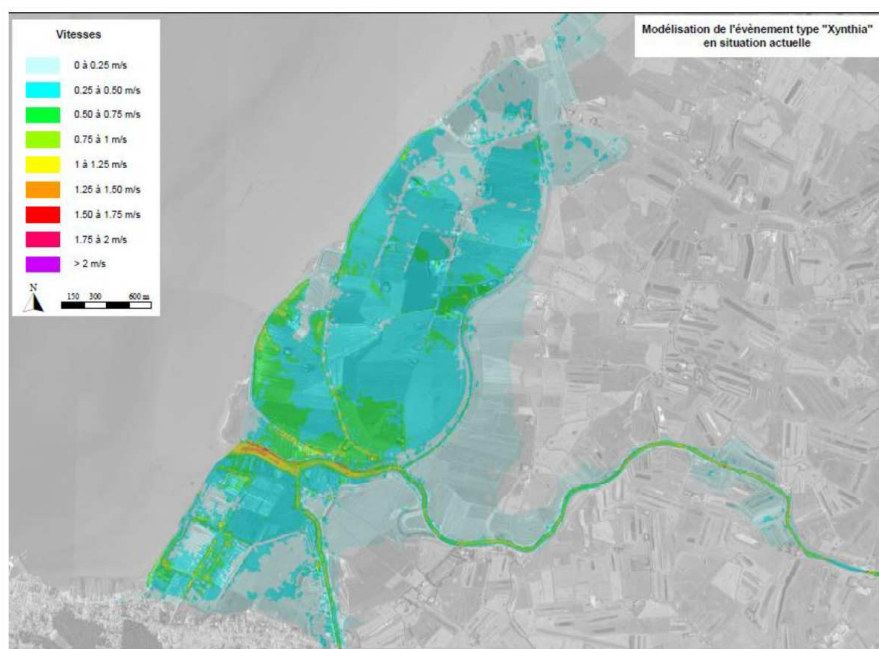 Modélisation de l'évènement type "Xynthia"
en situation actuelle
Vitesses
0 à 0.25 m/s
0.25 à 0.50 m/s
0.50 à 0.75 m/s
0.75 à 1 m/s
1 à 1.25 m/s
1.25 à 1.50 m/s
1.50 à 1.75 m/s
1.75 à 2 m/s
> 2 m/s
N
150 300 600 m